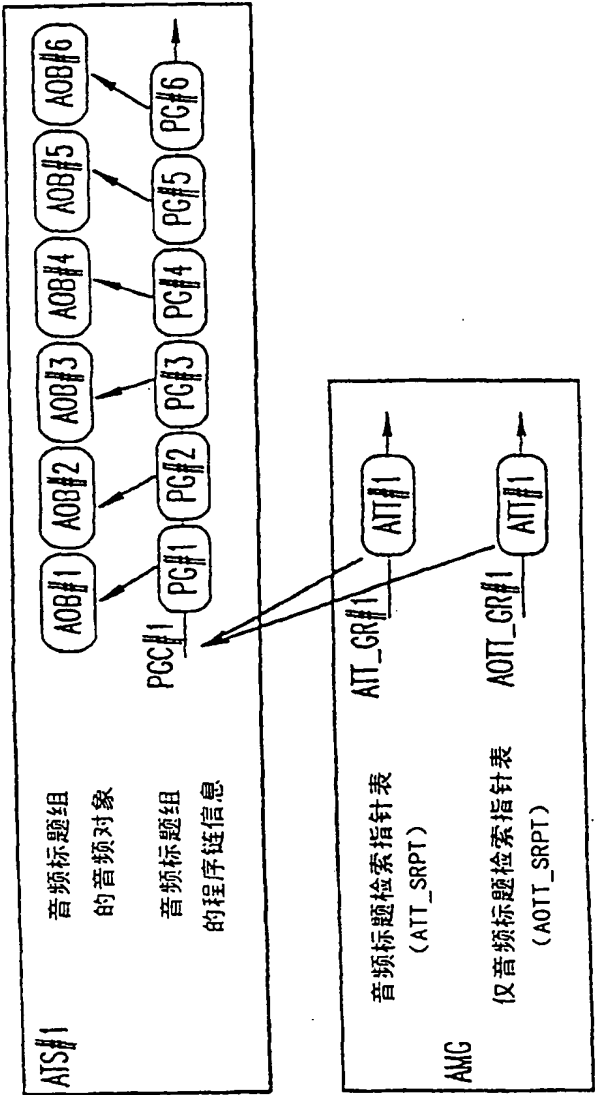 ATS#1
音频标题组
的音频对象
AOB#1
AOB#2
AOB#3
AOB#4
AOB#5
AOB#6
音频标题组
的程序链信息
PGC#1
PG#1
PG#2
PG#3
PG#4
PG#5
PG#6
AMG
音频标题检索指针表
(ATT_SRPT)
ATT_GR#1
ATT#1
仅音频标题检索指针表
(AOTT_SRPT)
AOTT_GR#1
ATT#1